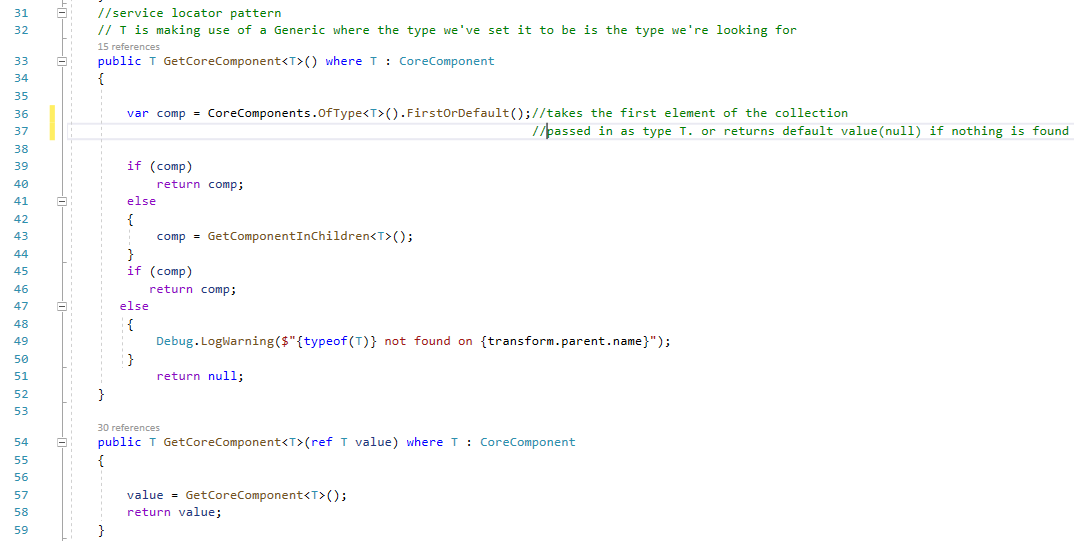 31 //service locator pattern
32 // T is making use of a Generic where the type we've set it to be is the type we're looking for
15 references
33 public T GetCoreComponent<T>() where T : CoreComponent
34 {
35
36 var comp = CoreComponents.OfType<T>().FirstOrDefault();//takes the first element of the collection
37 //passed in as type T. or returns default value(null) if nothing is found
38
39 if (comp)
40 return comp;
41 else
42 {
43 comp = GetComponentInChildren<T>();
44 }
45 if (comp)
46 return comp;
47 else
48 {
49 Debug.LogWarning($"{typeof(T)} not found on {transform.parent.name}");
50 }
51 return null;
52 }
53
30 references
54 public T GetCoreComponent<T>(ref T value) where T : CoreComponent
55 {
56
57 value = GetCoreComponent<T>();
58 return value;
59 }